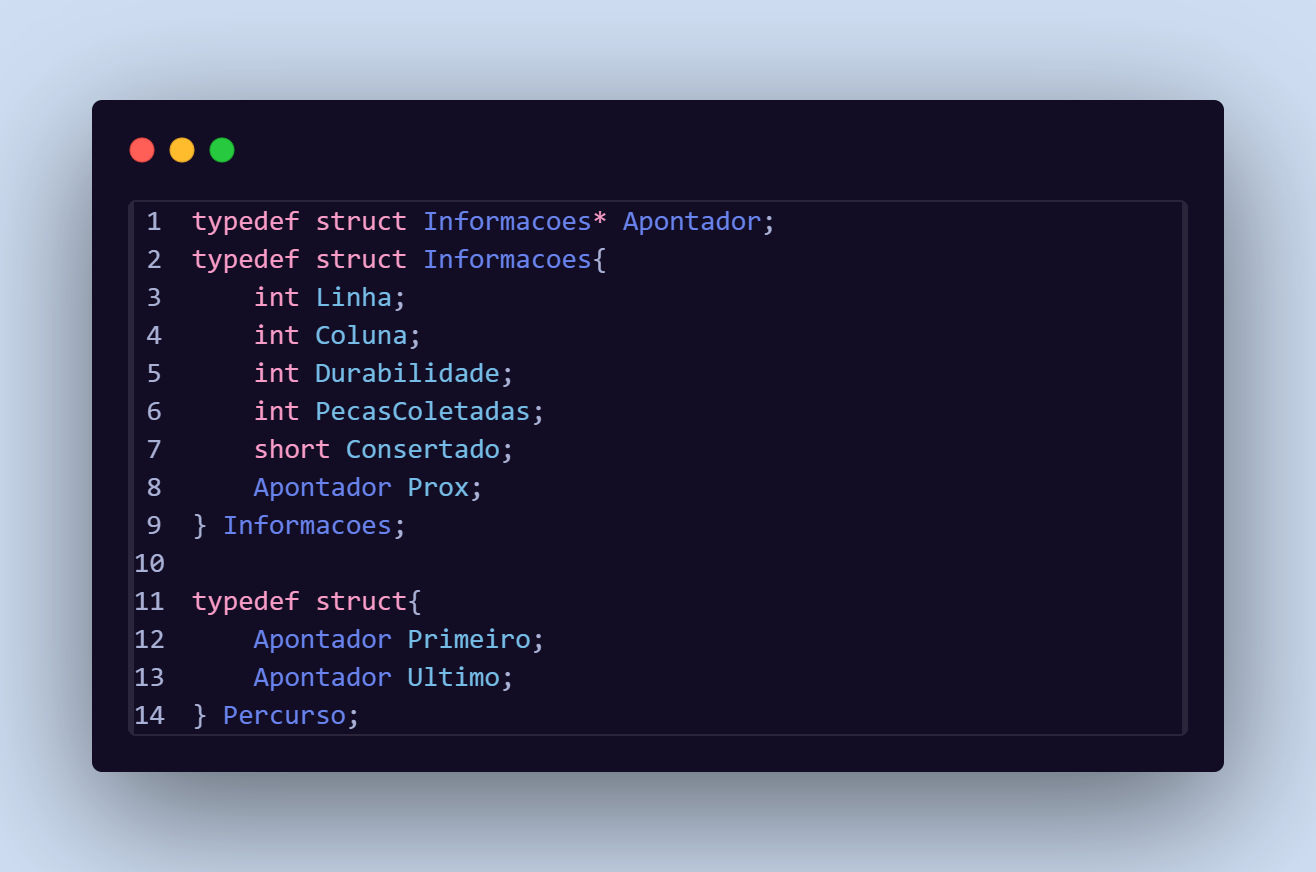 1 typedef struct Informacoes* Apontador;
2 typedef struct Informacoes{
3     int Linha;
4     int Coluna;
5     int Durabilidade;
6     int PecasColetadas;
7     short Consertado;
8     Apontador Prox;
9 } Informacoes;
10
11 typedef struct{
12     Apontador Primeiro;
13     Apontador Ultimo;
14 } Percurso;